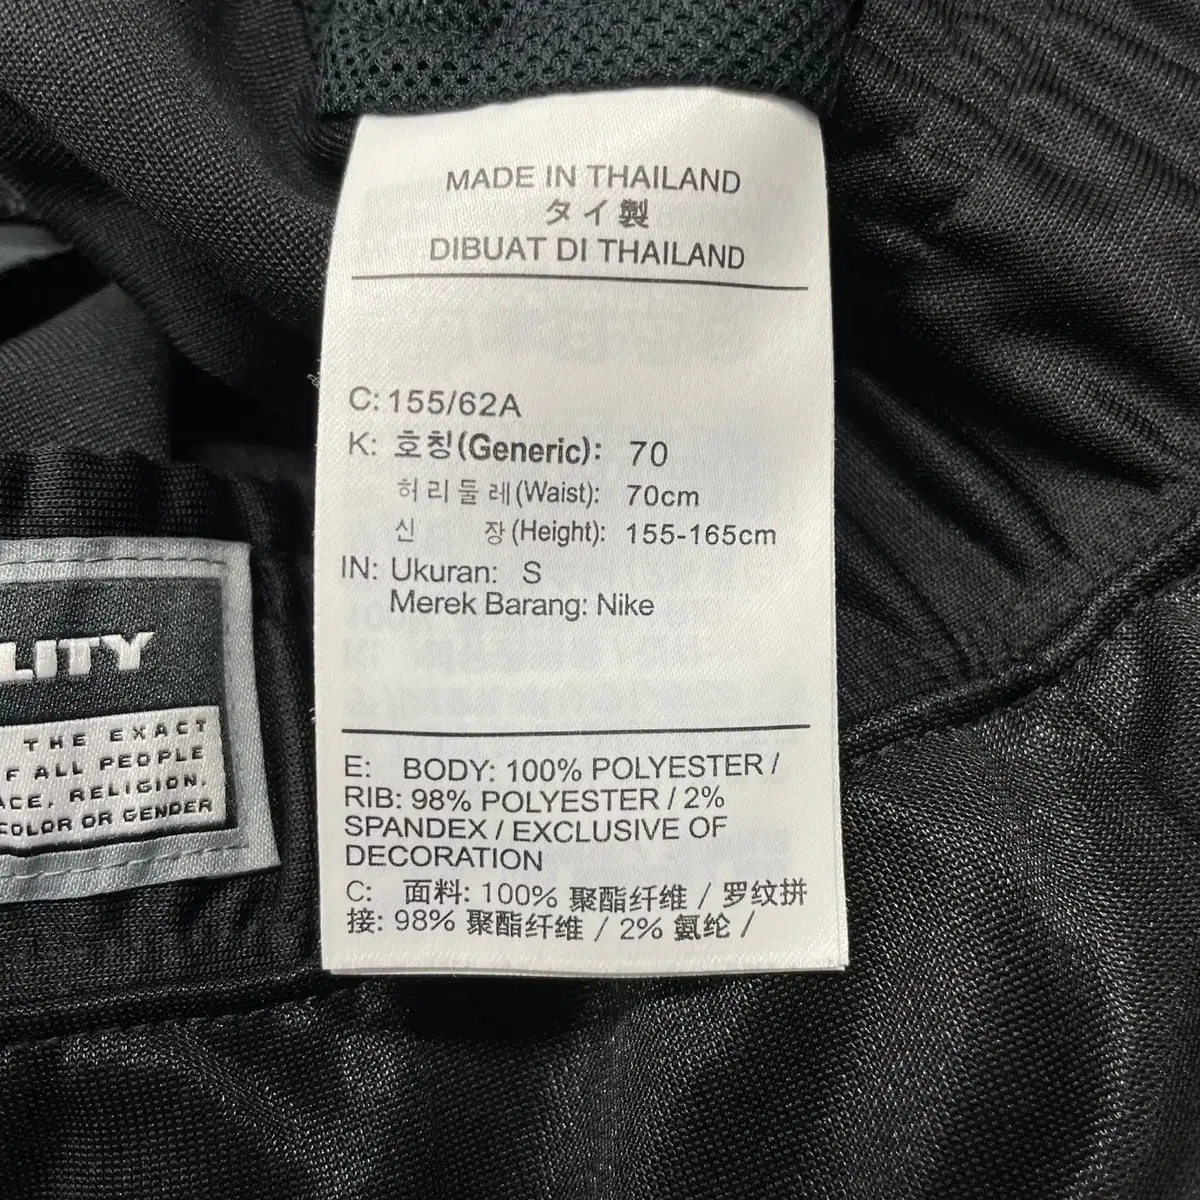 MADE IN THAILAND
タイ製
DIBUAT DI THAILAND
C: 155/62A
K: 호칭(Generic): 70
허리둘레(Waist): 70cm
신 장(Height): 155-165cm
IN: Ukuran: S
Merek Barang: Nike
E: BODY: 100% POLYESTER /
RIB: 98% POLYESTER / 2%
SPANDEX / EXCLUSIVE OF
DECORATION
C: 面料: 100% 聚酯纤维 / 罗纹拼
接: 98% 聚酯纤维 / 2% 氨纶 /
LITY
THE EXACT
F ALL PEOPLE
ACE, RELIGION,
COLOR OR GENDER